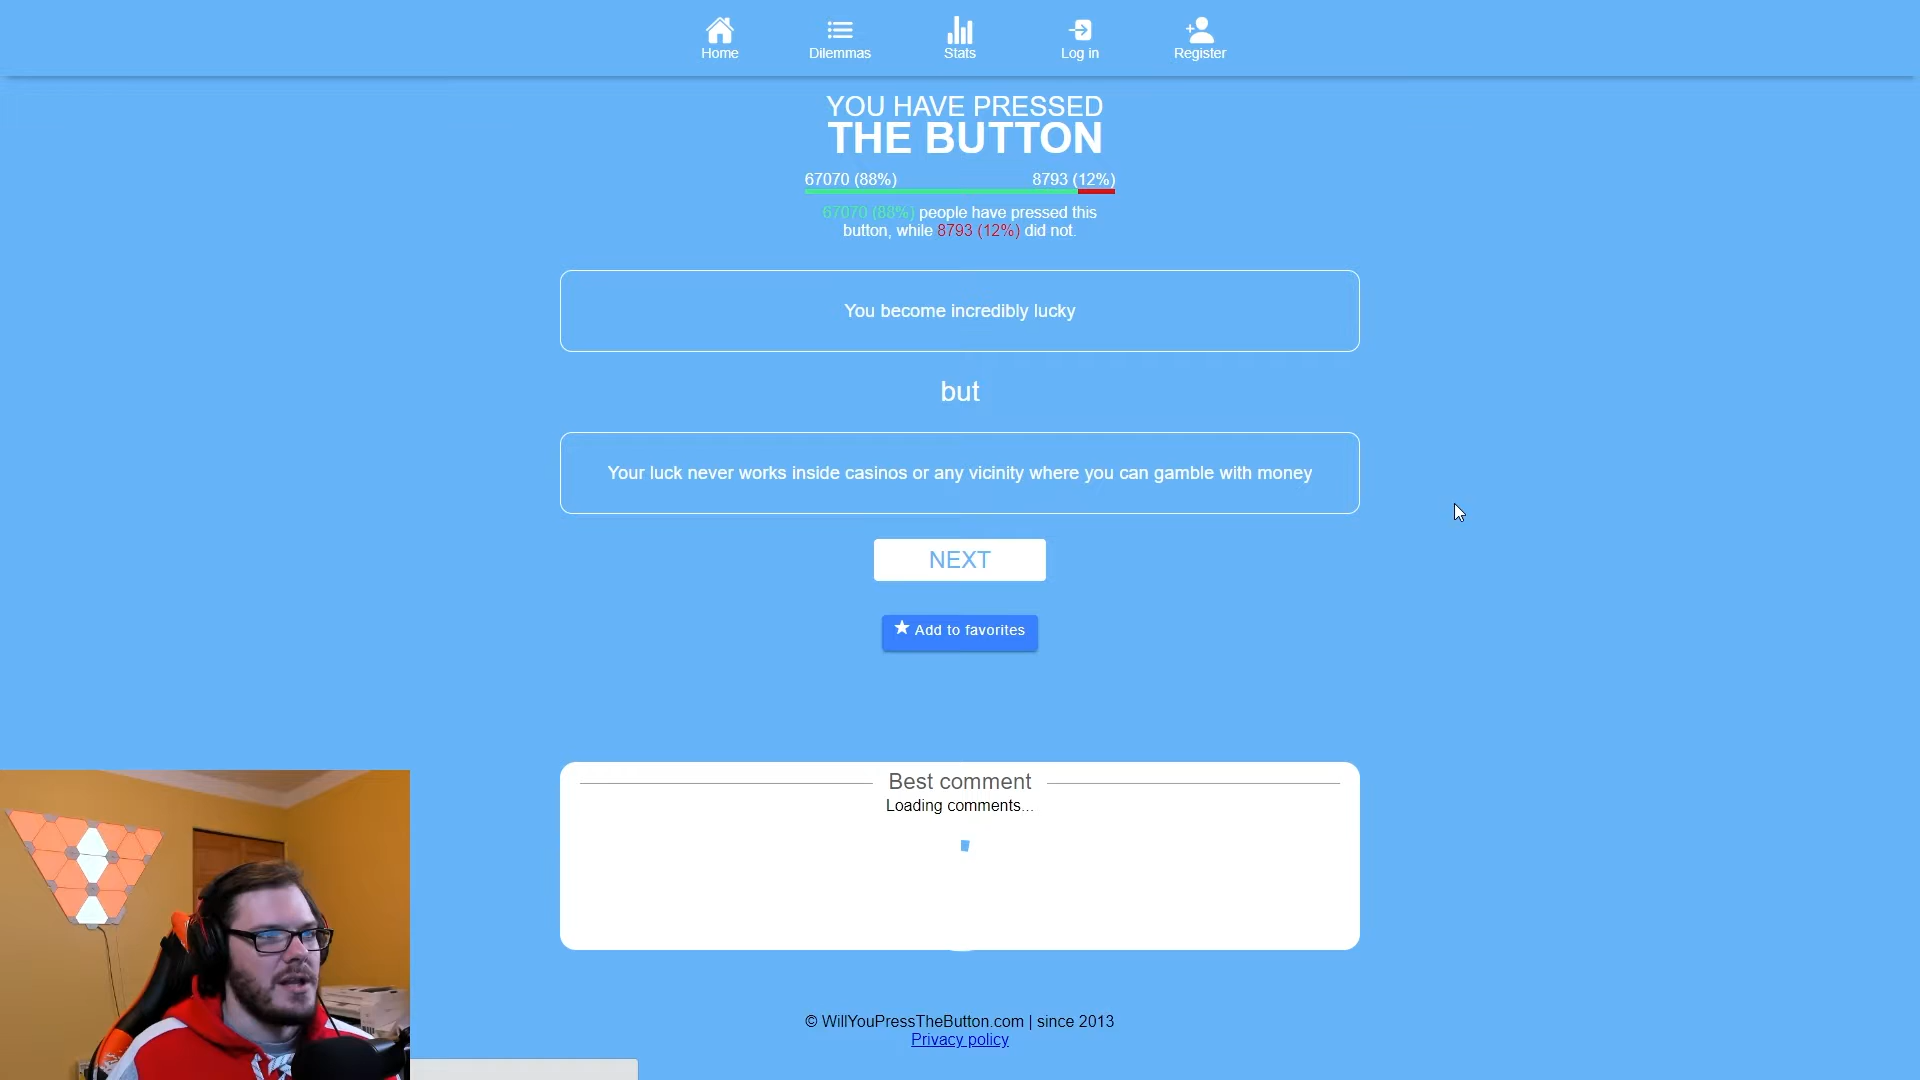 Home
Dilemmas
Stats
Log in
Register
YOU HAVE PRESSED
THE BUTTON
67070 (88%)
8793 (12%)
67070 (88%) people have pressed this
button, while 8793 (12%) did not.
You become incredibly lucky
but
Your luck never works inside casinos or any vicinity where you can gamble with money
NEXT
Add to favorites
Best comment
Loading comments...
© WillYouPressTheButton.com | since 2013
Privacy policy